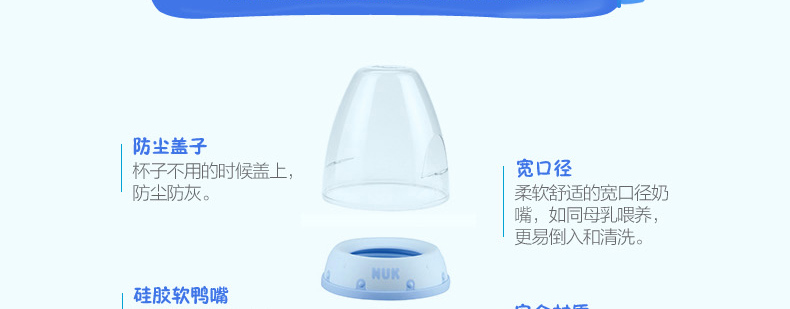 防尘盖子
杯子不用的时候盖上，
防尘防灰。
宽口径
柔软舒适的宽口径奶
嘴，如同母乳喂养，
更易倒入和清洗。
NUK
硅胶软鸭嘴